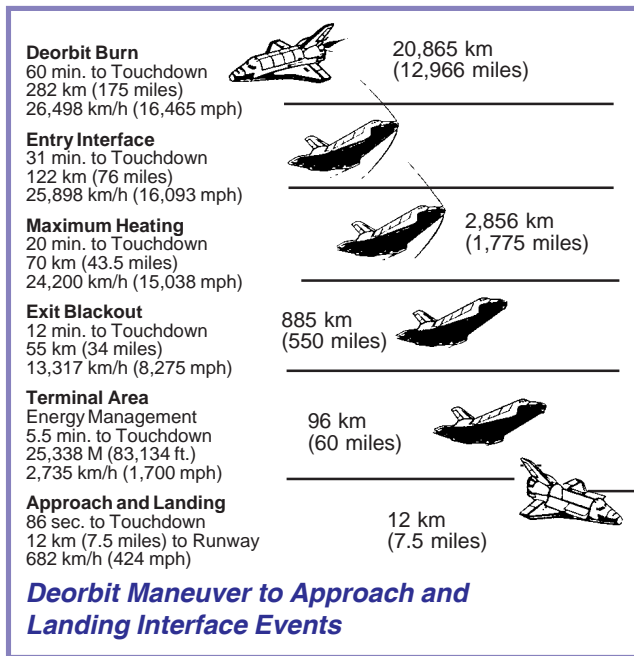 Deorbit Burn
60 min. to Touchdown
282 km (175 miles)
26,498 km/h (16,465 mph)
20,865 km
(12,966 miles)
Entry Interface
31 min. to Touchdown
122 km (76 miles)
25,898 km/h (16,093 mph)
Maximum Heating
20 min. to Touchdown
70 km (43.5 miles)
24,200 km/h (15,038 mph)
2,856 km
(1,775 miles)
Exit Blackout
12 min. to Touchdown
55 km (34 miles)
13,317 km/h (8,275 mph)
885 km
(550 miles)
Terminal Area
Energy Management
5.5 min. to Touchdown
25,338 M (83,134 ft.)
2,735 km/h (1,700 mph)
96 km
(60 miles)
Approach and Landing
86 sec. to Touchdown
12 km (7.5 miles) to Runway
682 km/h (424 mph)
12 km
(7.5 miles)
Deorbit Maneuver to Approach and
Landing Interface Events